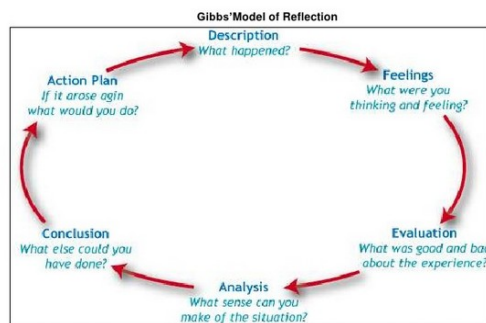 Gibbs'Model of Reflection
Description
What happened?
Feelings
What were you
thinking and feeling?
Evaluation
What was good and bad
about the experience?
Analysis
What sense can you
make of the situation?
Conclusion
What else could you
have done?
Action Plan
If it arose agin
what would you do?